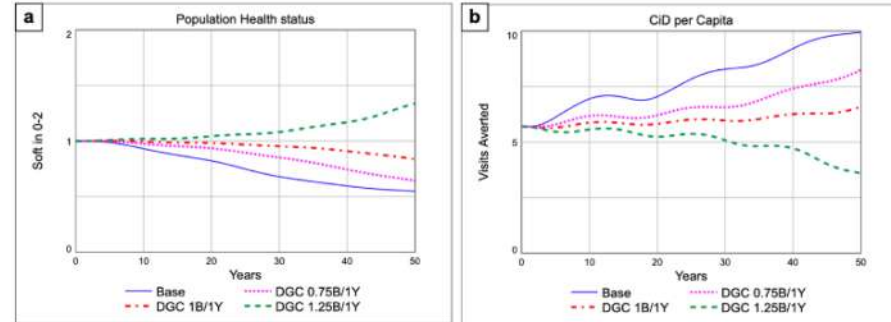 a
Population Health status
2
1
0
Soft in 0-2
0 10 20 30 40 50
Years
Base
DGC 0.75B/1Y
DGC 1B/1Y
DGC 1.25B/1Y
b
CiD per Capita
10
5
0
Visits Averted
0 10 20 30 40 50
Years
Base
DGC 0.75B/1Y
DGC 1B/1Y
DGC 1.25B/1Y